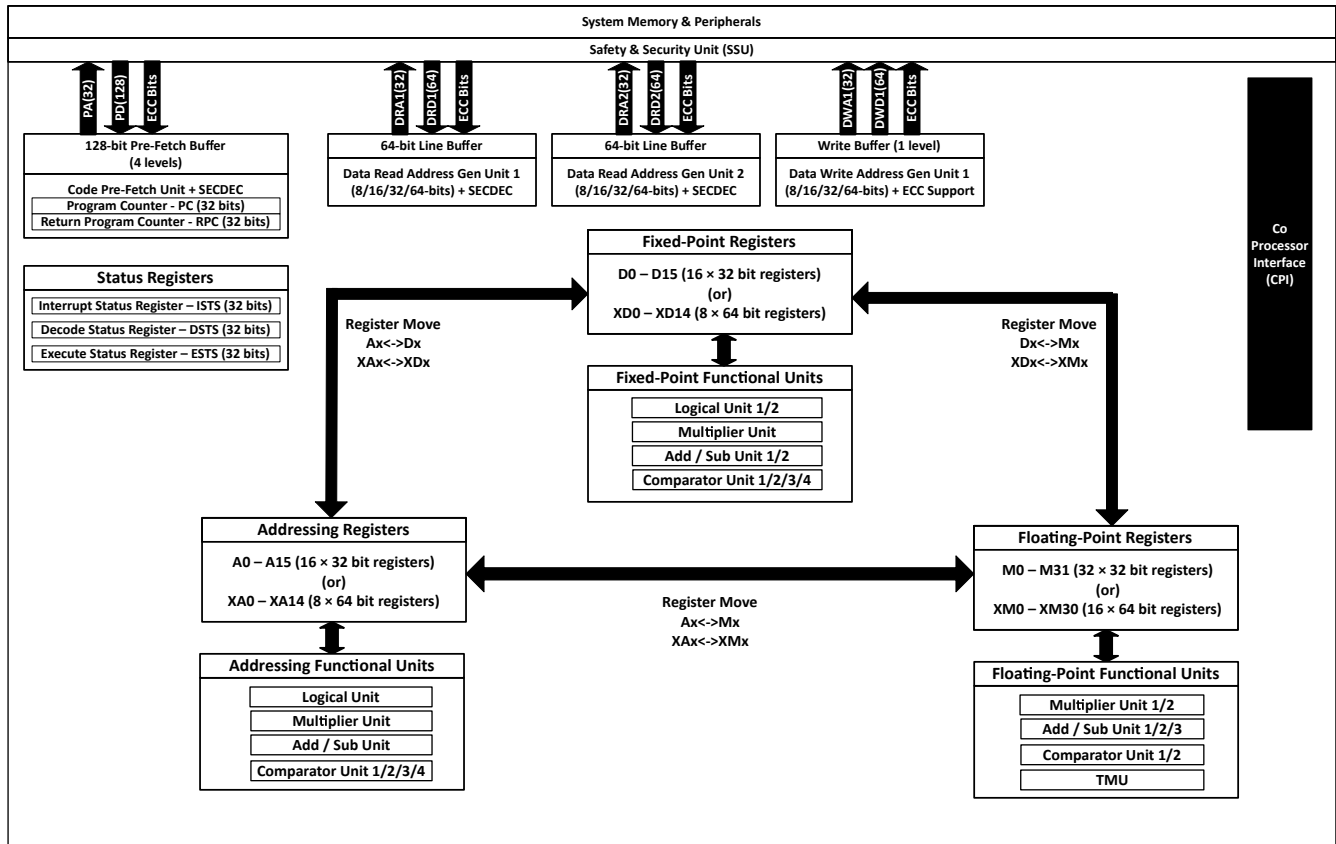 System Memory & Peripherals
Safety & Security Unit (SSU)
PA(32)
PD(128)
ECC Bits
DRA1(32)
DRD1(64)
ECC Bits
DRA2(32)
DRD2(64)
ECC Bits
DWA1(32)
DWD1(64)
ECC Bits
128-bit Pre-Fetch Buffer
(4 levels)
Code Pre-Fetch Unit + SECDEC
Program Counter - PC (32 bits)
Return Program Counter - RPC (32 bits)
64-bit Line Buffer
Data Read Address Gen Unit 1
(8/16/32/64-bits) + SECDEC
64-bit Line Buffer
Data Read Address Gen Unit 2
(8/16/32/64-bits) + SECDEC
Write Buffer (1 level)
Data Write Address Gen Unit 1
(8/16/32/64-bits) + ECC Support
Co
Processor
Interface
(CPI)
Status Registers
Interrupt Status Register – ISTS (32 bits)
Decode Status Register – DSTS (32 bits)
Execute Status Register – ESTS (32 bits)
Fixed-Point Registers
D0 – D15 (16 × 32 bit registers)
(or)
XD0 – XD14 (8 × 64 bit registers)
Register Move
Ax<->Dx
XAx<->XDx
Register Move
Dx<->Mx
XDx<->XMx
Fixed-Point Functional Units
Logical Unit 1/2
Multiplier Unit
Add / Sub Unit 1/2
Comparator Unit 1/2/3/4
Addressing Registers
A0 – A15 (16 × 32 bit registers)
(or)
XA0 – XA14 (8 × 64 bit registers)
Register Move
Ax<->Mx
XAx<->XMx
Floating-Point Registers
M0 – M31 (32 × 32 bit registers)
(or)
XM0 – XM30 (16 × 64 bit registers)
Addressing Functional Units
Logical Unit
Multiplier Unit
Add / Sub Unit
Comparator Unit 1/2/3/4
Floating-Point Functional Units
Multiplier Unit 1/2
Add / Sub Unit 1/2/3
Comparator Unit 1/2
TMU